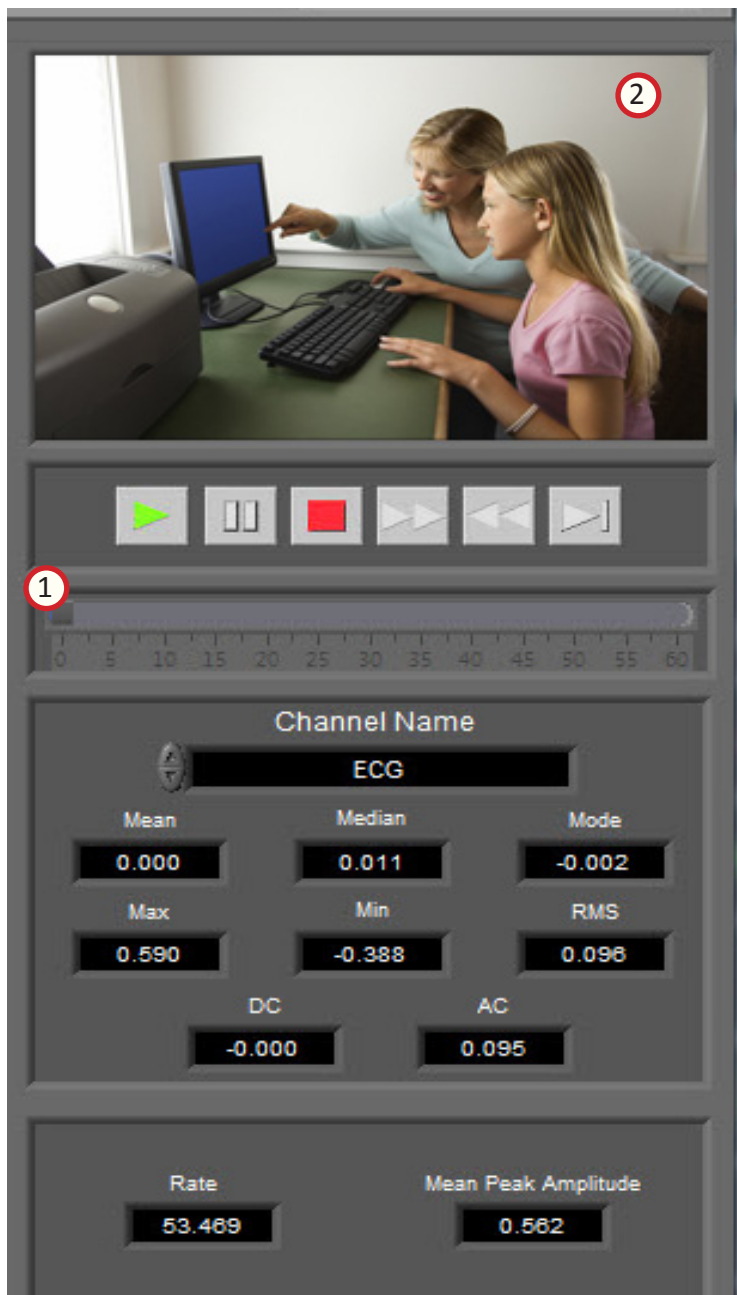 2
1
0 5 10 15 20 25 30 35 40 45 50 55 60
Channel Name
ECG
Mean Median Mode
0.000 0.011 -0.002
Max Min RMS
0.590 -0.388 0.096
DC AC
-0.000 0.095
Rate Mean Peak Amplitude
53.469 0.562